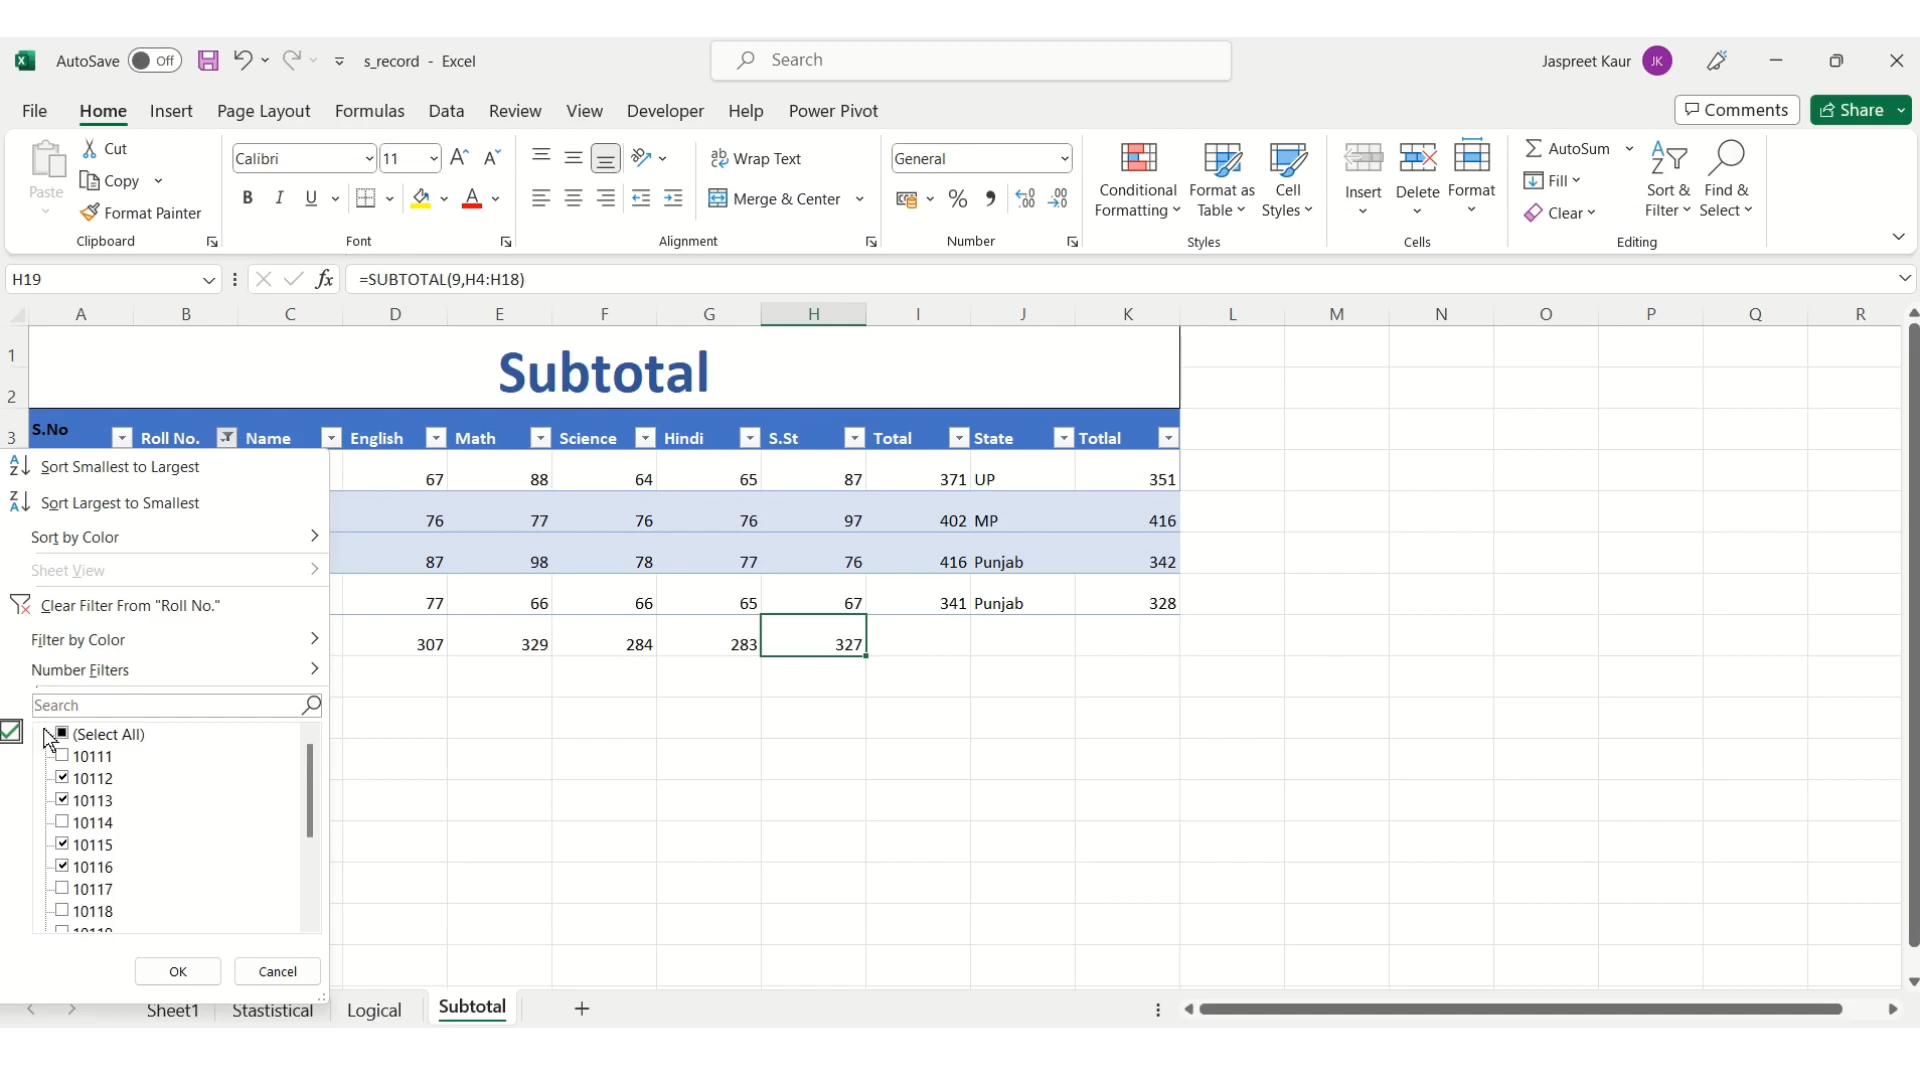 AutoSave Off s_record - Excel Search Jaspreet Kaur JK
File Home Insert Page Layout Formulas Data Review View Developer Help Power Pivot Comments Share
Paste Cut Copy Format Painter Clipboard
Calibri 11 B I U A Font
ab Wrap Text Merge & Center Alignment
General % Number
Conditional Formatting Format as Table Cell Styles Styles
Insert Delete Format Cells
AutoSum Fill Clear Sort & Filter Find & Select Editing
H19 fx =SUBTOTAL(9,H4:H18)
A B C D E F G H I J K L M N O P Q R
1
Subtotal
2
3 S.No Roll No. Name English Math Science Hindi S.St Total State Totlal
67 88 64 65 87 371 UP 351
76 77 76 76 97 402 MP 416
87 98 78 77 76 416 Punjab 342
77 66 66 65 67 341 Punjab 328
307 329 284 283 327
Sort Smallest to Largest
Sort Largest to Smallest
Sort by Color
Sheet View
Clear Filter From "Roll No."
Filter by Color
Number Filters
Search
(Select All)
10111
10112
10113
10114
10115
10116
10117
10118
OK Cancel
Sheet1 Stastistical Logical Subtotal